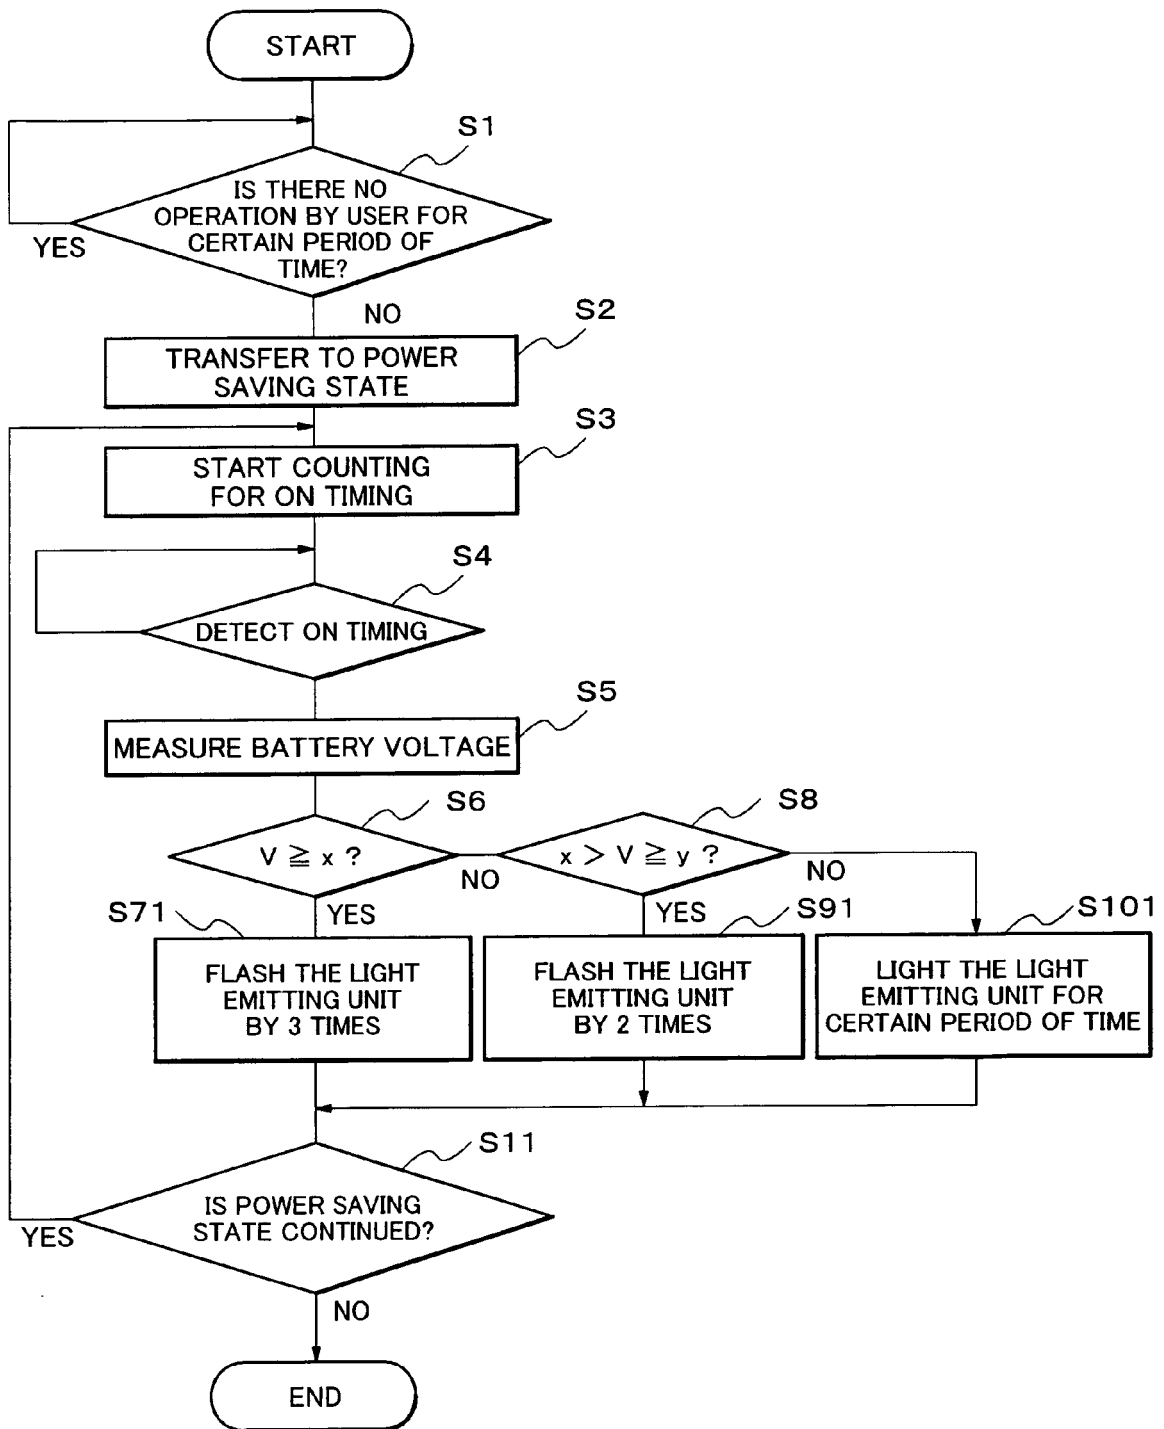 START
S1
IS THERE NO
OPERATION BY USER FOR
CERTAIN PERIOD OF
TIME?
YES
NO
S2
TRANSFER TO POWER
SAVING STATE
S3
START COUNTING
FOR ON TIMING
S4
DETECT ON TIMING
S5
MEASURE BATTERY VOLTAGE
S6
V ≧ x ?
NO
YES
S8
x > V ≧ y ?
NO
YES
S71
FLASH THE LIGHT
EMITTING UNIT
BY 3 TIMES
S91
FLASH THE LIGHT
EMITTING UNIT
BY 2 TIMES
S101
LIGHT THE LIGHT
EMITTING UNIT FOR
CERTAIN PERIOD OF TIME
S11
IS POWER SAVING
STATE CONTINUED?
YES
NO
END